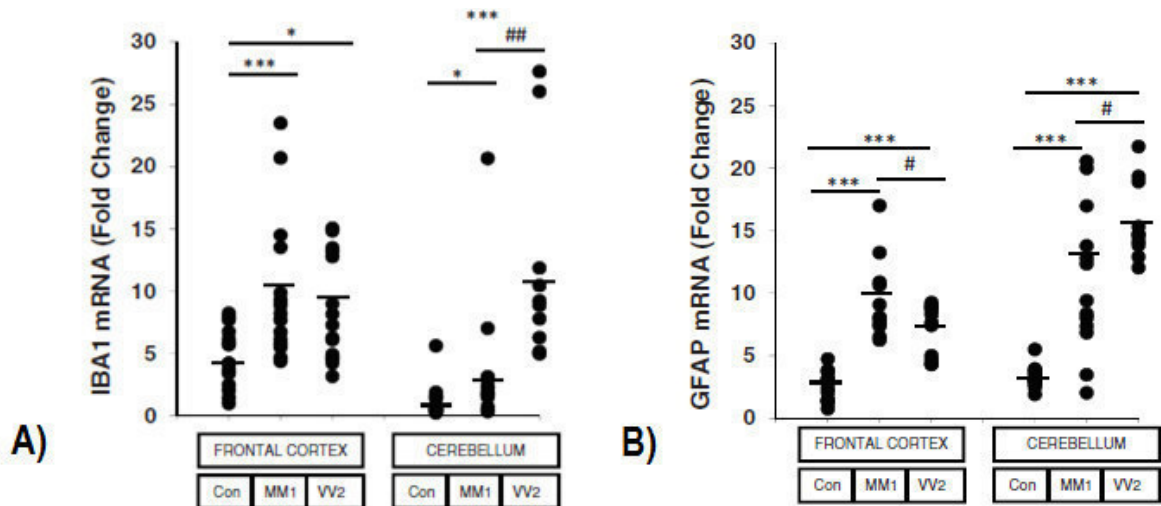 IBA1 mRNA (Fold Change)
30
25
20
15
10
5
0
*
***
***
##
*
FRONTAL CORTEX
CEREBELLUM
Con MM1 VV2
Con MM1 VV2
A)
GFAP mRNA (Fold Change)
30
25
20
15
10
5
0
***
***
#
***
#
***
FRONTAL CORTEX
CEREBELLUM
Con MM1 VV2
Con MM1 VV2
B)